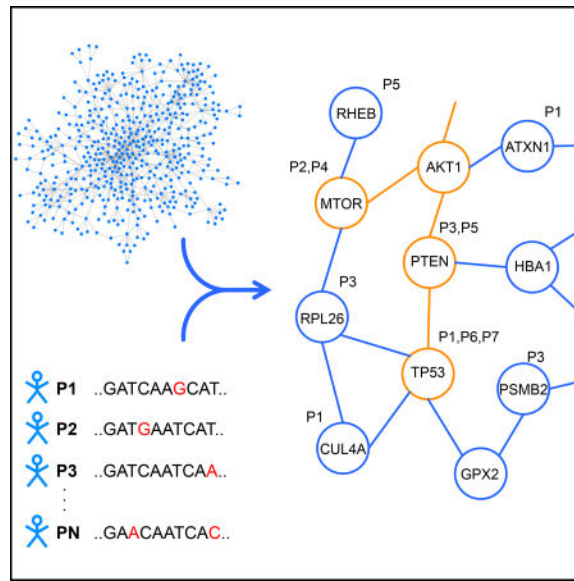 P5
RHEB
P1
ATXN1
P2,P4
AKT1
MTOR
P3,P5
PTEN
HBA1
P3
RPL26
P1,P6,P7
TP53
P3
PSMB2
P1
CUL4A
GPX2
P1 ..GATCAAGCAT..
P2 ..GATGAATCAT..
P3 ..GATCAATCAA..
PN ..GAACAATCAC..